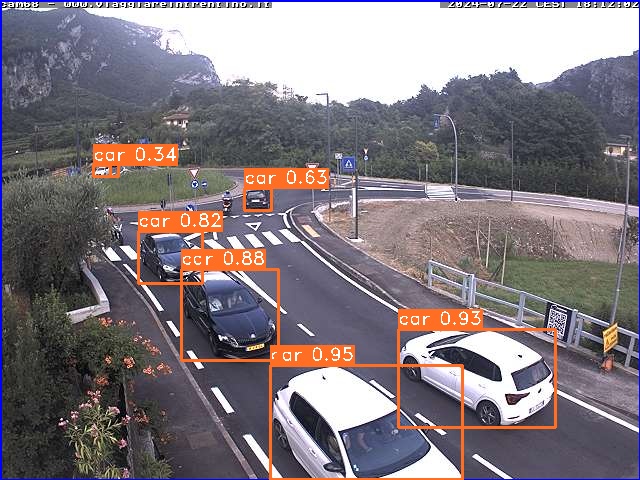 cam68 - www.viaggiareintrentino.it
2024-07-22 CEST 18:12:02
car 0.34
car 0.63
car 0.82
car 0.88
car 0.93
car 0.95